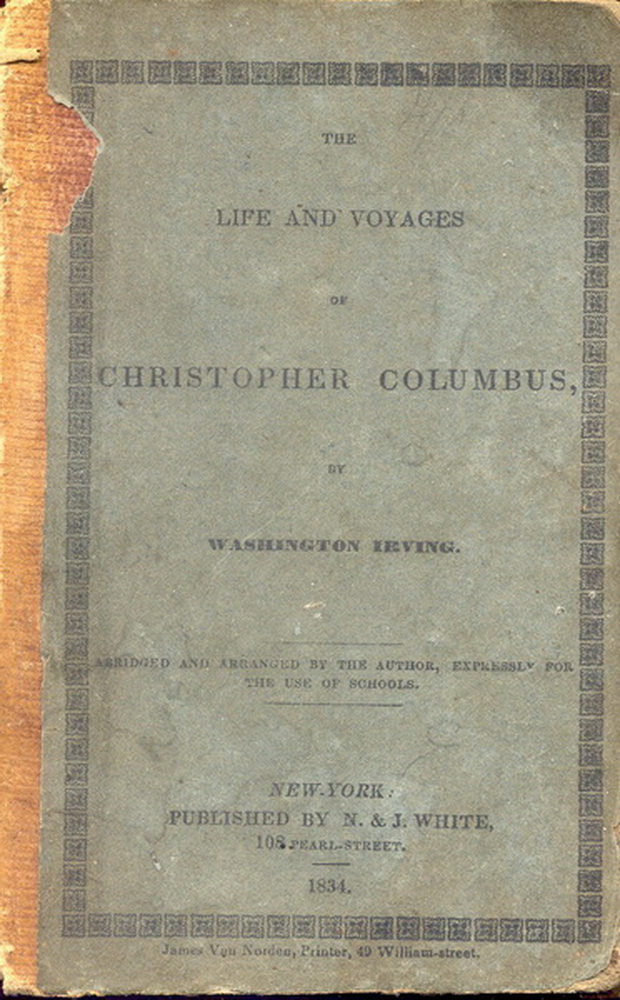 THE
LIFE AND VOYAGES
OF
CHRISTOPHER COLUMBUS,
BY
WASHINGTON IRVING.
ABRIDGED AND ARRANGED BY THE AUTHOR, EXPRESSLY FOR
THE USE OF SCHOOLS.
NEW-YORK:
PUBLISHED BY N. & J. WHITE,
108 PEARL-STREET.
1834.
James Van Norden, Printer, 49 William-street.